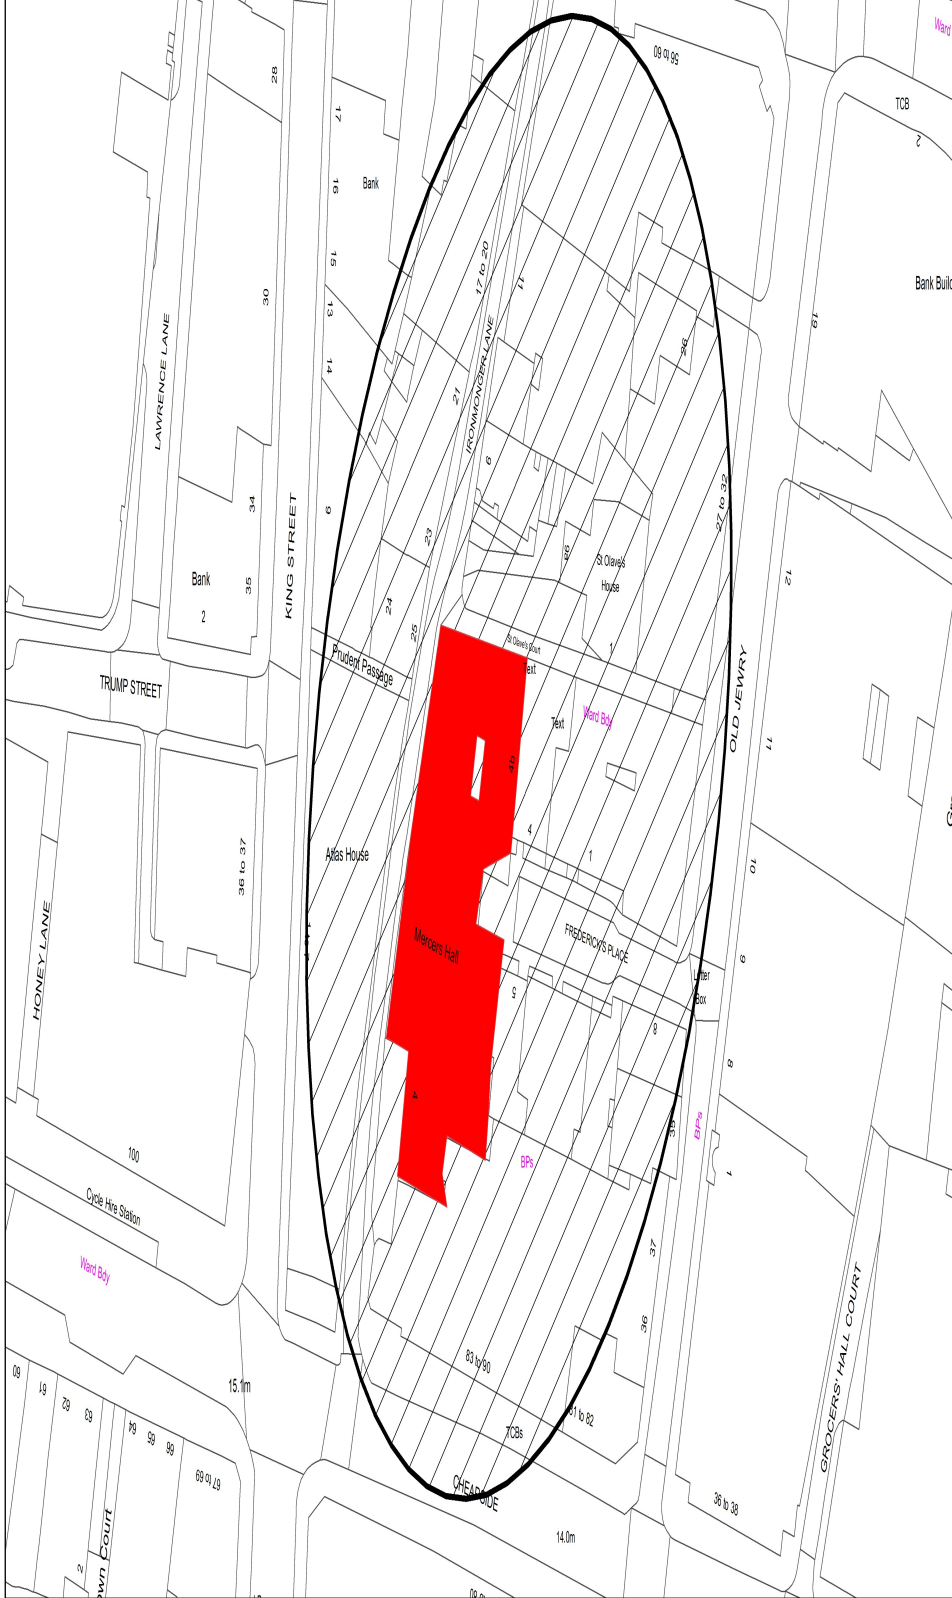 Ward
56 to 60
TCB
2
28
17
16
Bank
15
13
14
30
17 to 20
11
Bank Buil
19
26
LAWRENCE LANE
IRONMONGER LANE
21
9
6
34
KING STREET
23
27 to 32
Bank
2
35
St Olave's
House
12
24
25
St Olave's Court
1
Prudent Passage
TRUMP STREET
Text
Text
Ward Bdy
OLD JEWRY
4b
11
4
1
Atlas House
36 to 37
10
HONEY LANE
Mercers Hall
FREDERICK'S PLACE
9
Letter
Box
5
8
8
4
35
BPs
BPs
1
100
Cycle Hire Station
Ward Bdy
37
36
GROCERS' HALL COURT
83 to 90
15.1m
81 to 82
TCBs
60
61
62
63
64
65
66
67 to 69
CHEAPSIDE
36 to 38
14.0m
2
own Court